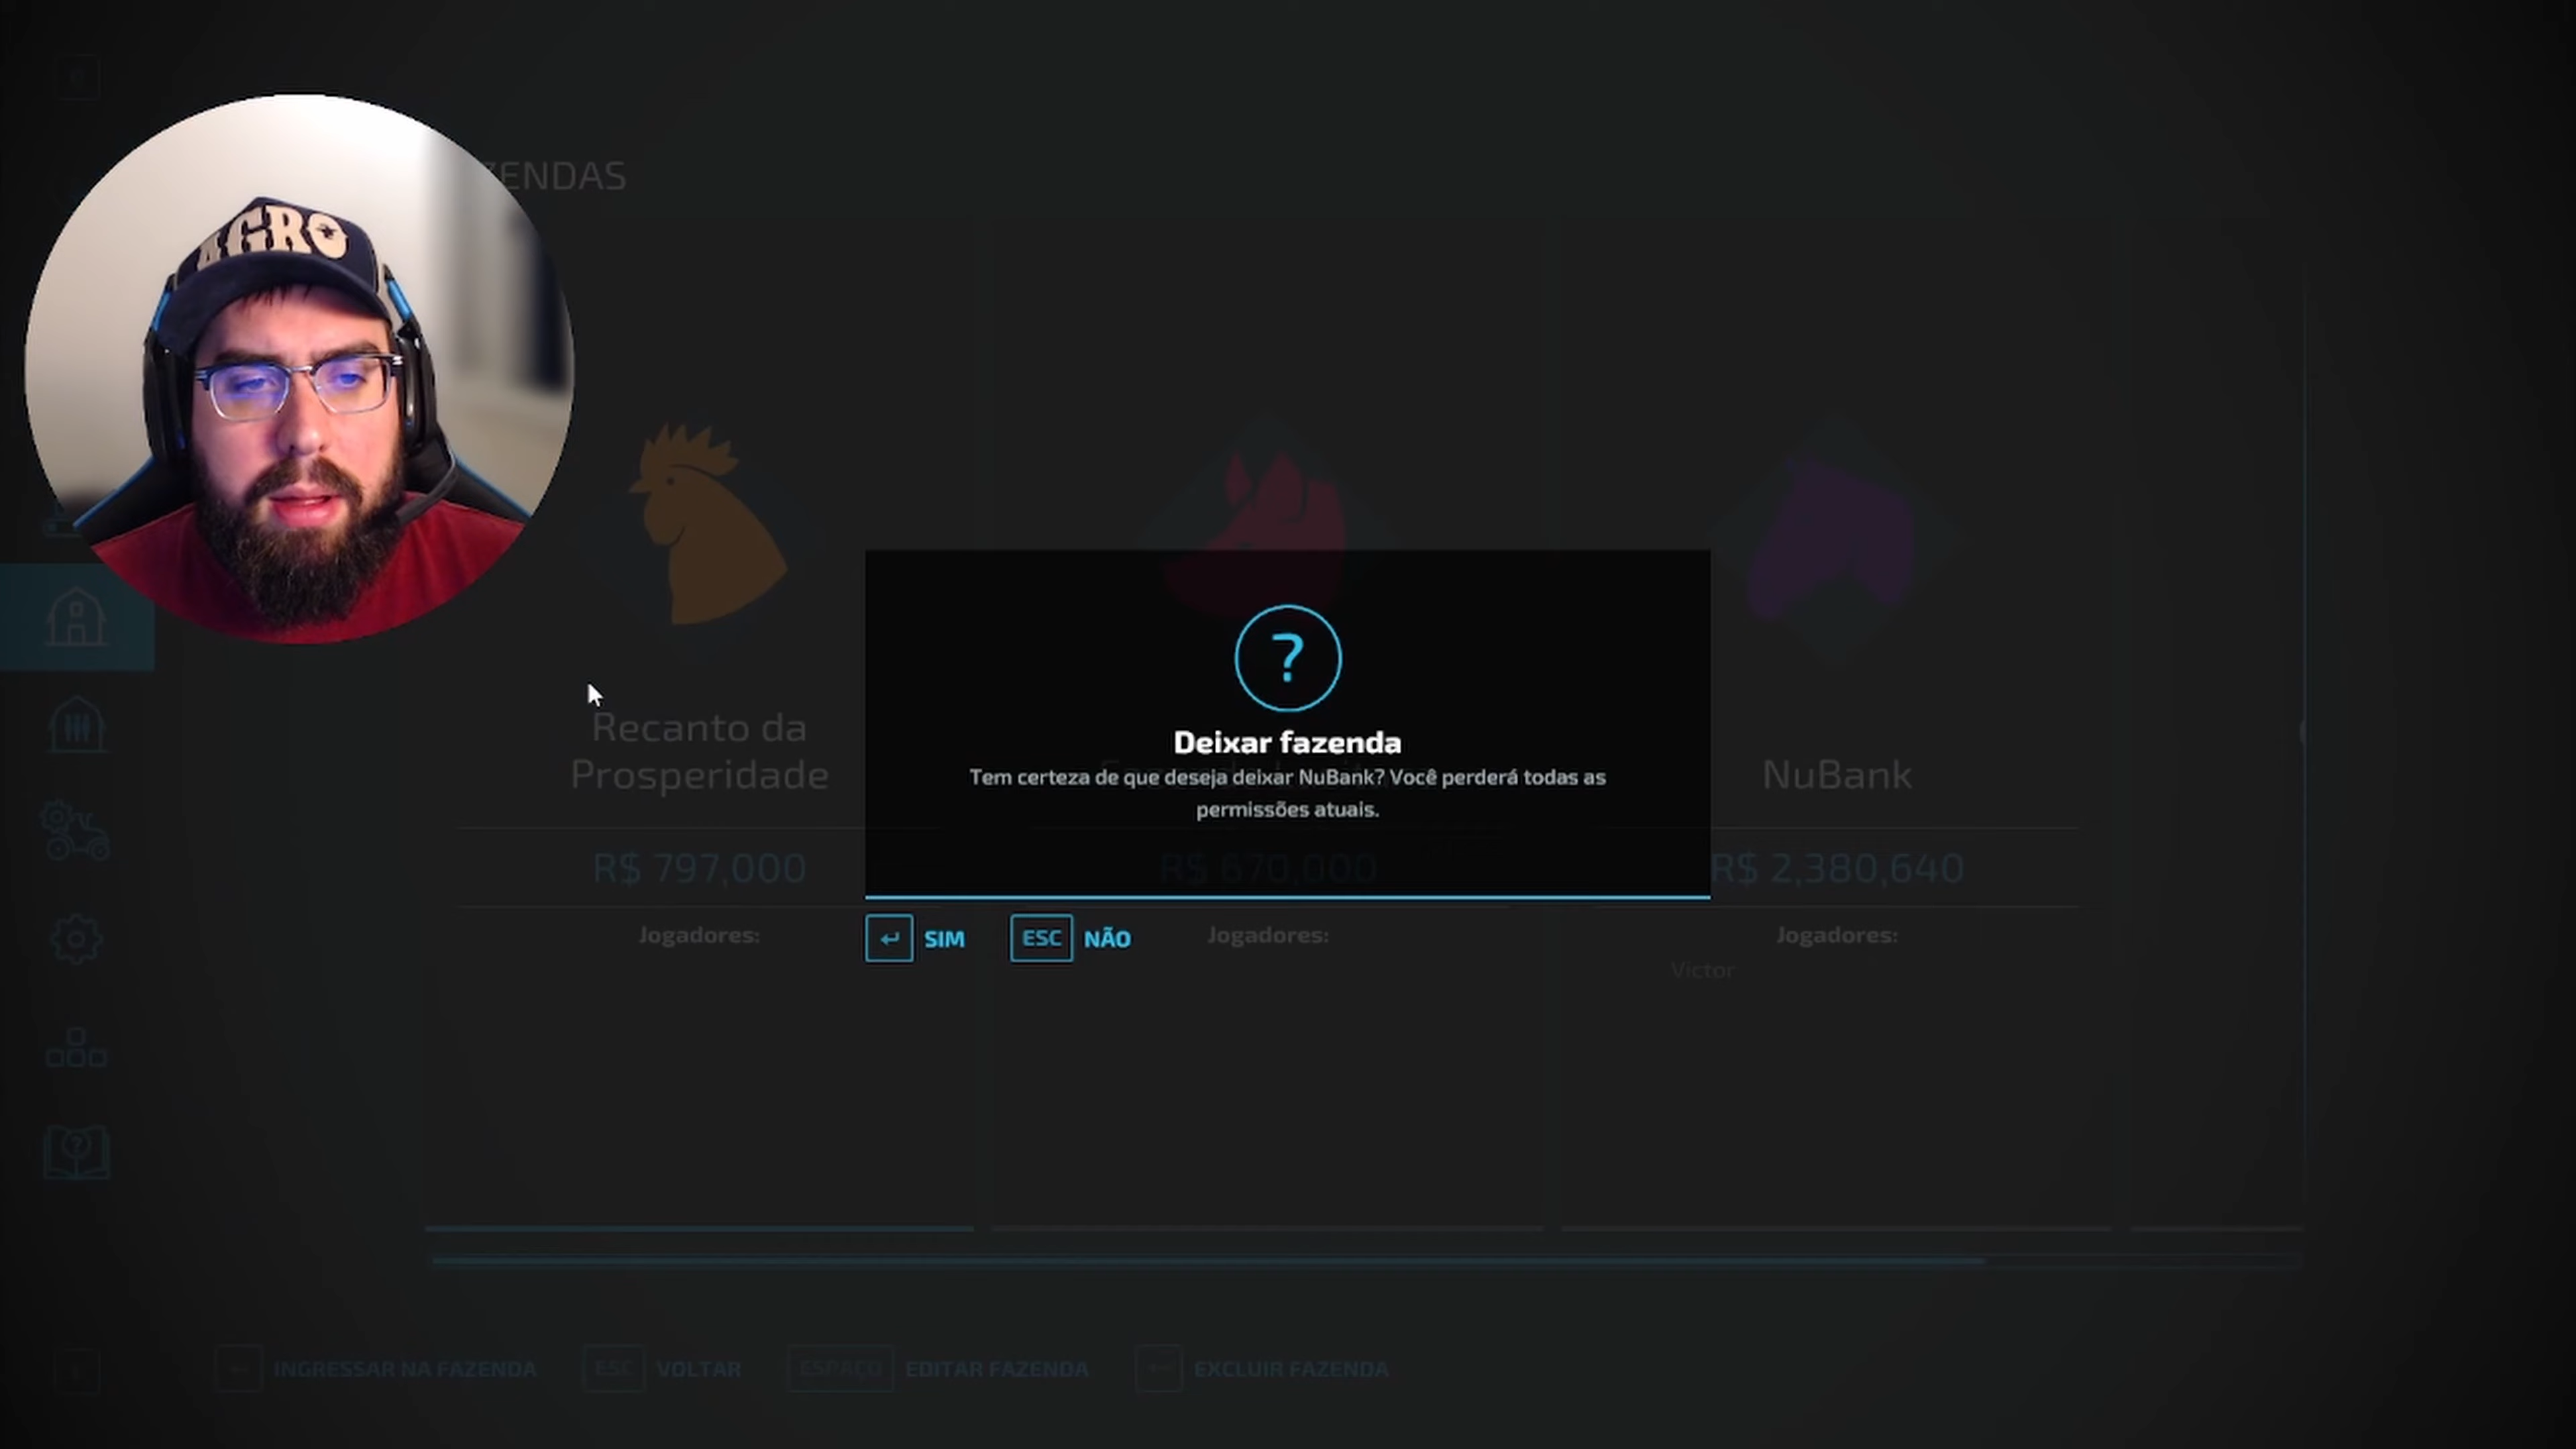 AGRO
ZENDAS
Recanto da
Prosperidade
NuBank
R$ 797,000
R$ 670,000
R$ 2,380,640
Jogadores:
Jogadores:
Jogadores:
Victor
Deixar fazenda
Tem certeza de que deseja deixar NuBank? Você perderá todas as
permissões atuais.
SIM
ESC NÃO
INGRESSAR NA FAZENDA
ESC VOLTAR
ESPAÇO EDITAR FAZENDA
EXCLUIR FAZENDA